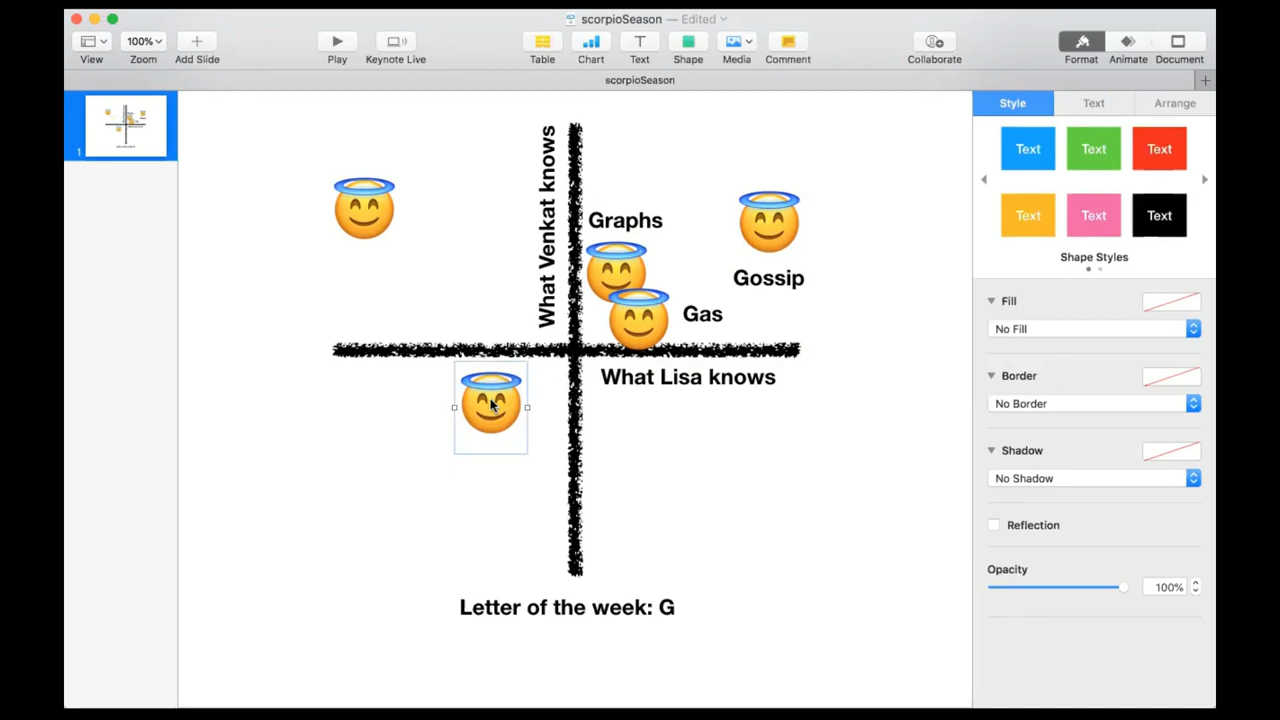 scorpioSeason — Edited
View
100%
Zoom
Add Slide
Play
Keynote Live
Table
Chart
T
Text
Shape
Media
Comment
Collaborate
Format
Animate
Document
scorpioSeason
1
What Venkat knows
Graphs
Gossip
Gas
What Lisa knows
Letter of the week: G
Style
Text
Arrange
Text
Text
Text
Text
Text
Text
Shape Styles
Fill
No Fill
Border
No Border
Shadow
No Shadow
Reflection
Opacity
100%